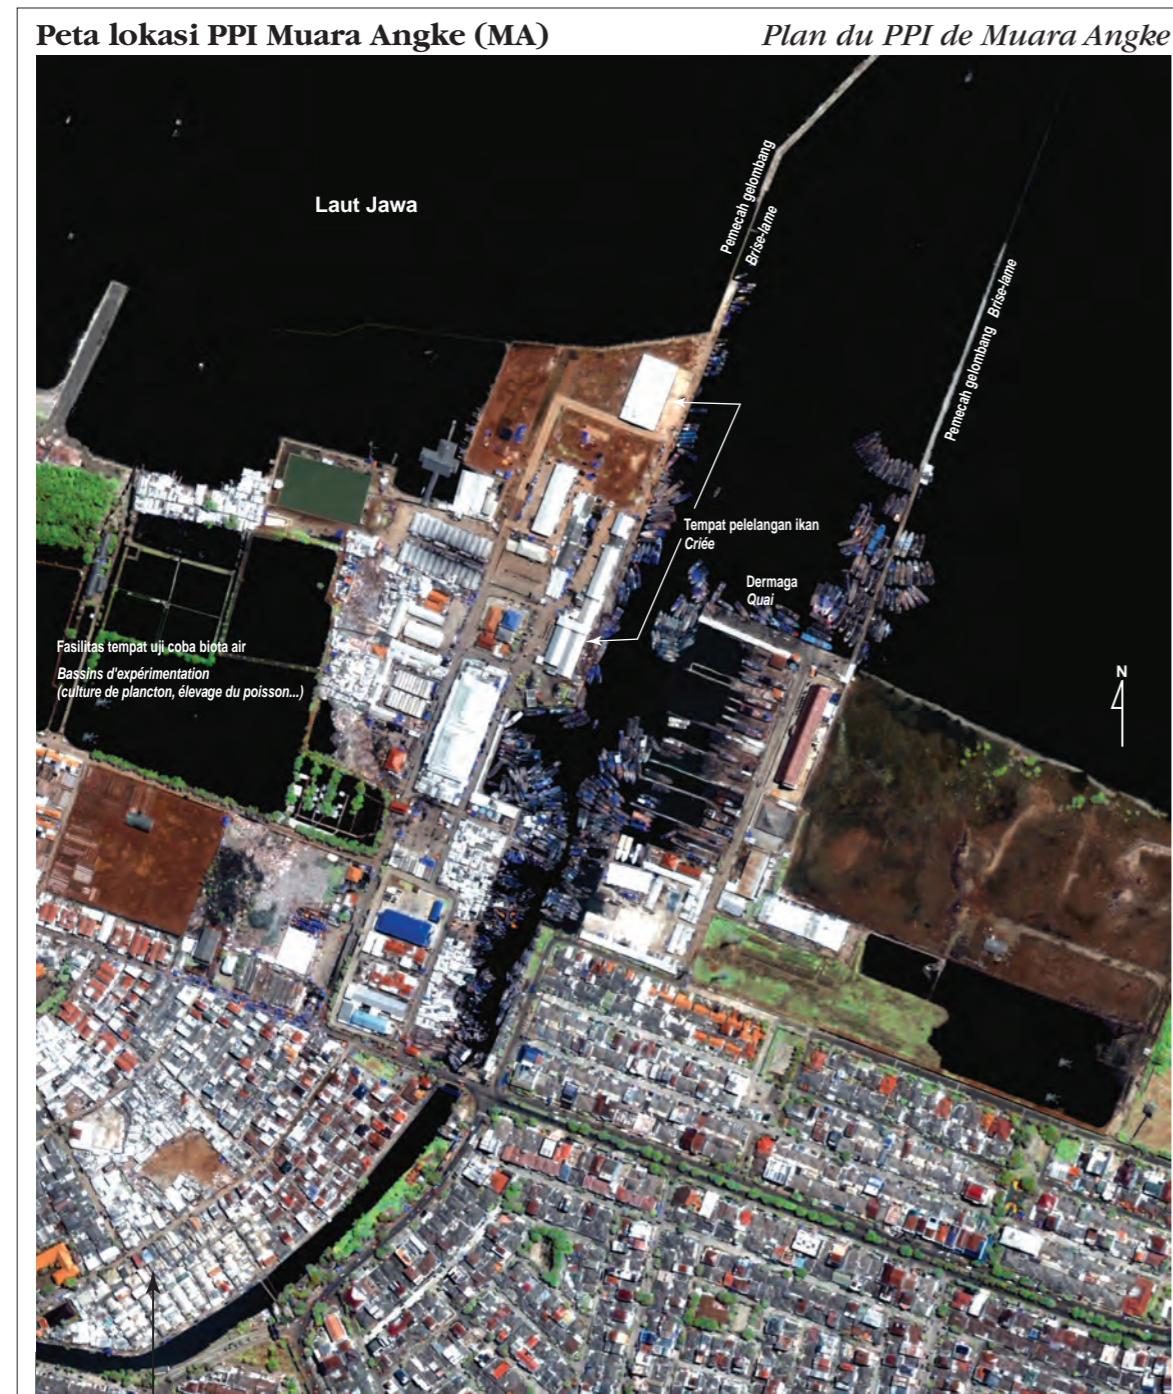 Peta lokasi PPI Muara Angke (MA)
Plan du PPI de Muara Angke
Laut Jawa
Pemecah gelombang
Brise-lame
Pemecah gelombang Brise-lame
Tempat pelelangan ikan
Criée
Dermaga
Quai
Fasilitas tempat uji coba biota air
Bassins d'expérimentation
(culture de plancton, élevage du poisson...)
N